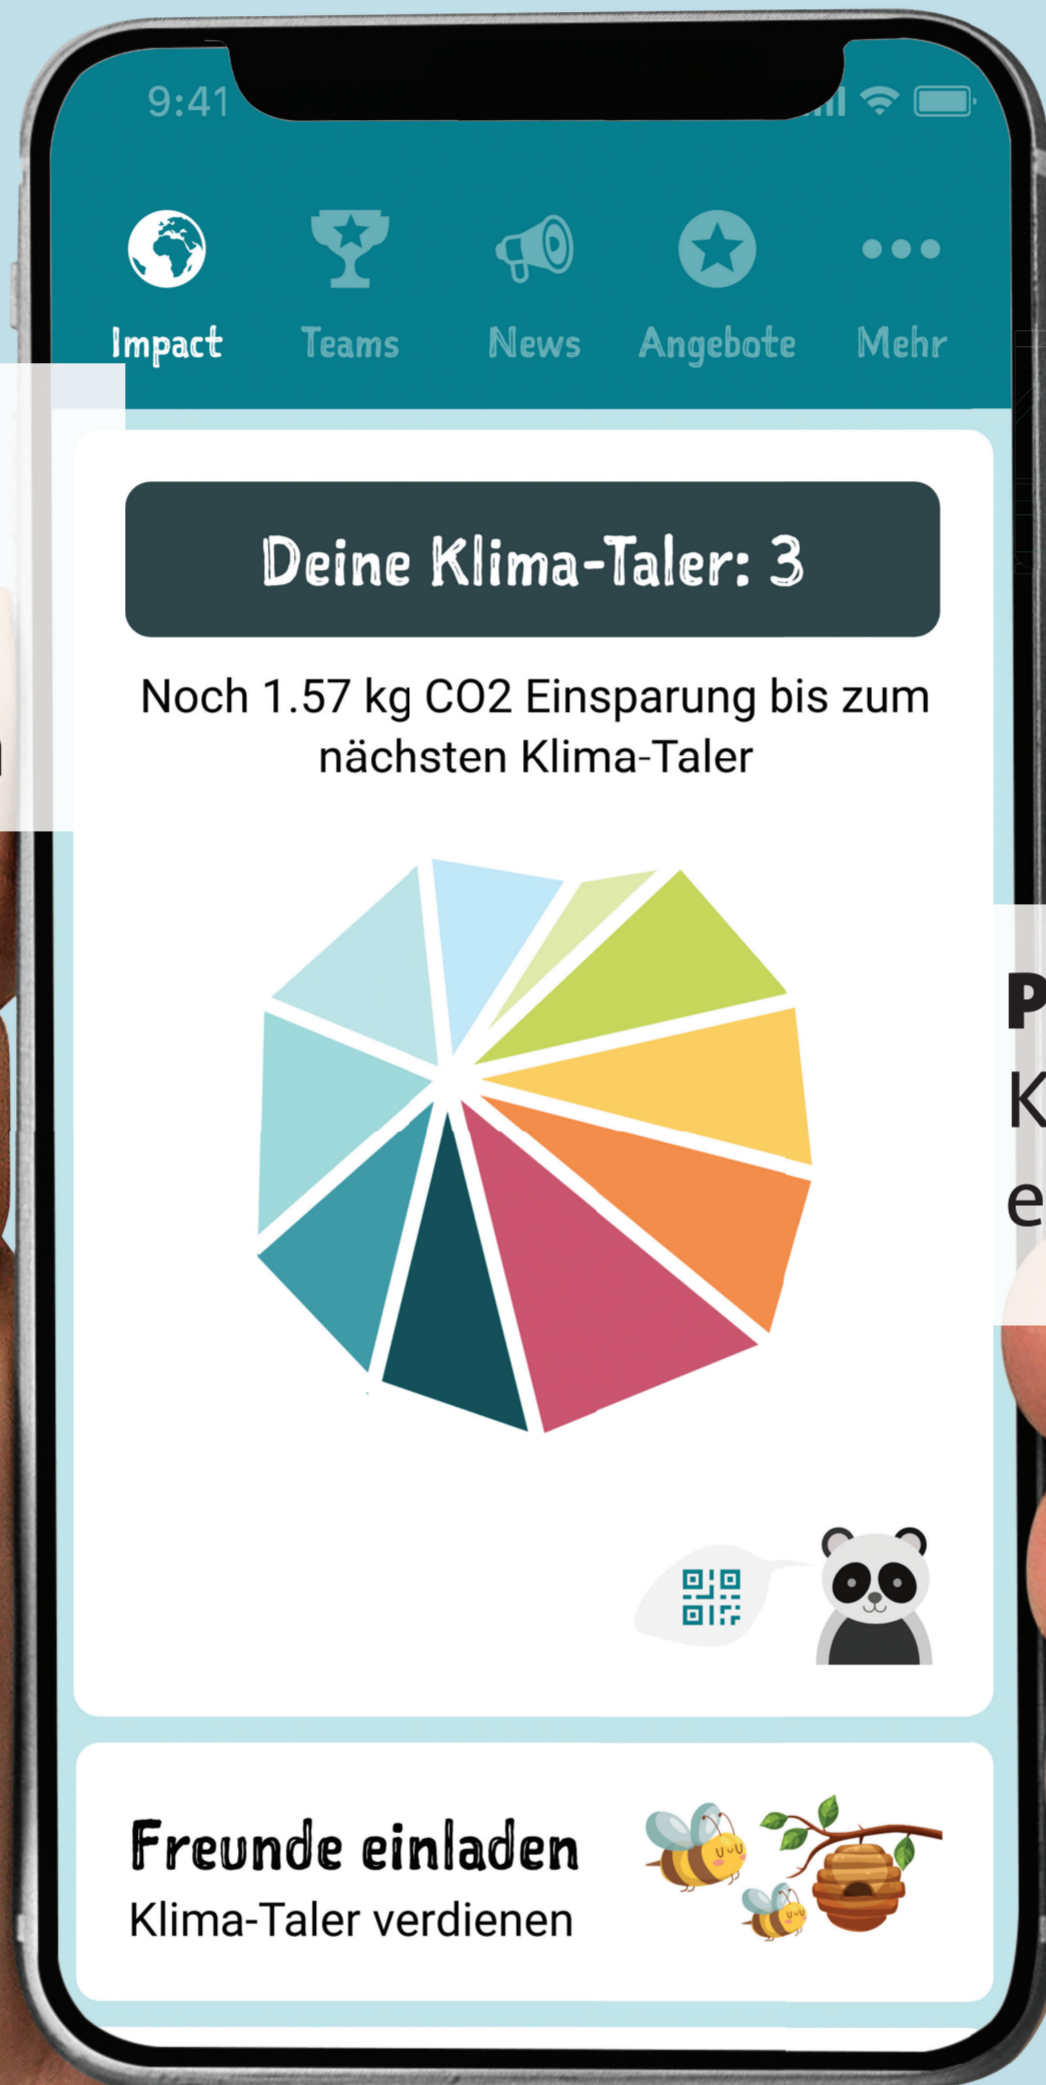 9:41
Impact Teams News Angebote Mehr
Deine Klima-Taler: 3
Noch 1.57 kg CO2 Einsparung bis zum
nächsten Klima-Taler
Freunde einladen
Klima-Taler verdienen